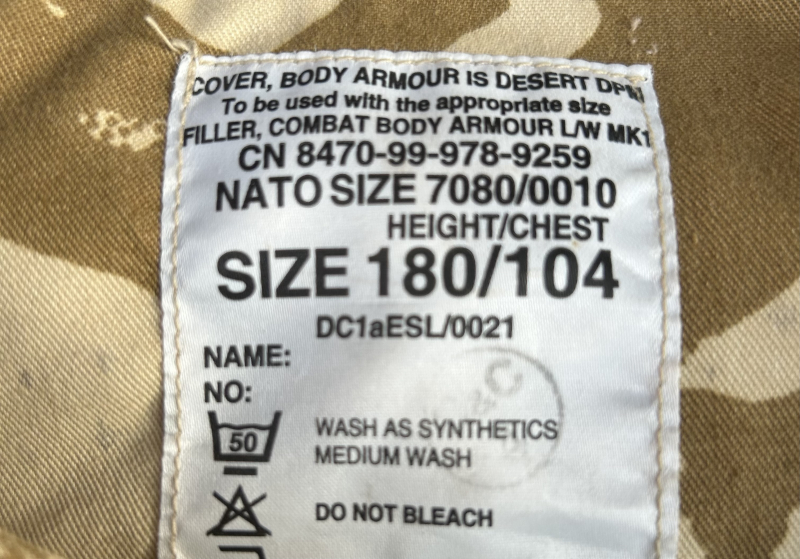 COVER, BODY ARMOUR IS DESERT DPM
To be used with the appropriate size
FILLER, COMBAT BODY ARMOUR L/W MK1
CN 8470-99-978-9259
NATO SIZE 7080/0010
HEIGHT/CHEST
SIZE 180/104
DC1aESL/0021
NAME:
NO:
50 WASH AS SYNTHETICS
MEDIUM WASH
DO NOT BLEACH